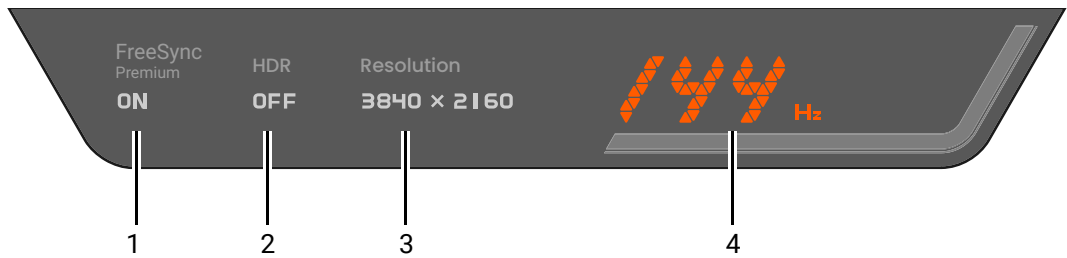 FreeSync
Premium
ON
HDR
OFF
Resolution
3840 × 2160
144 Hz
1
2
3
4